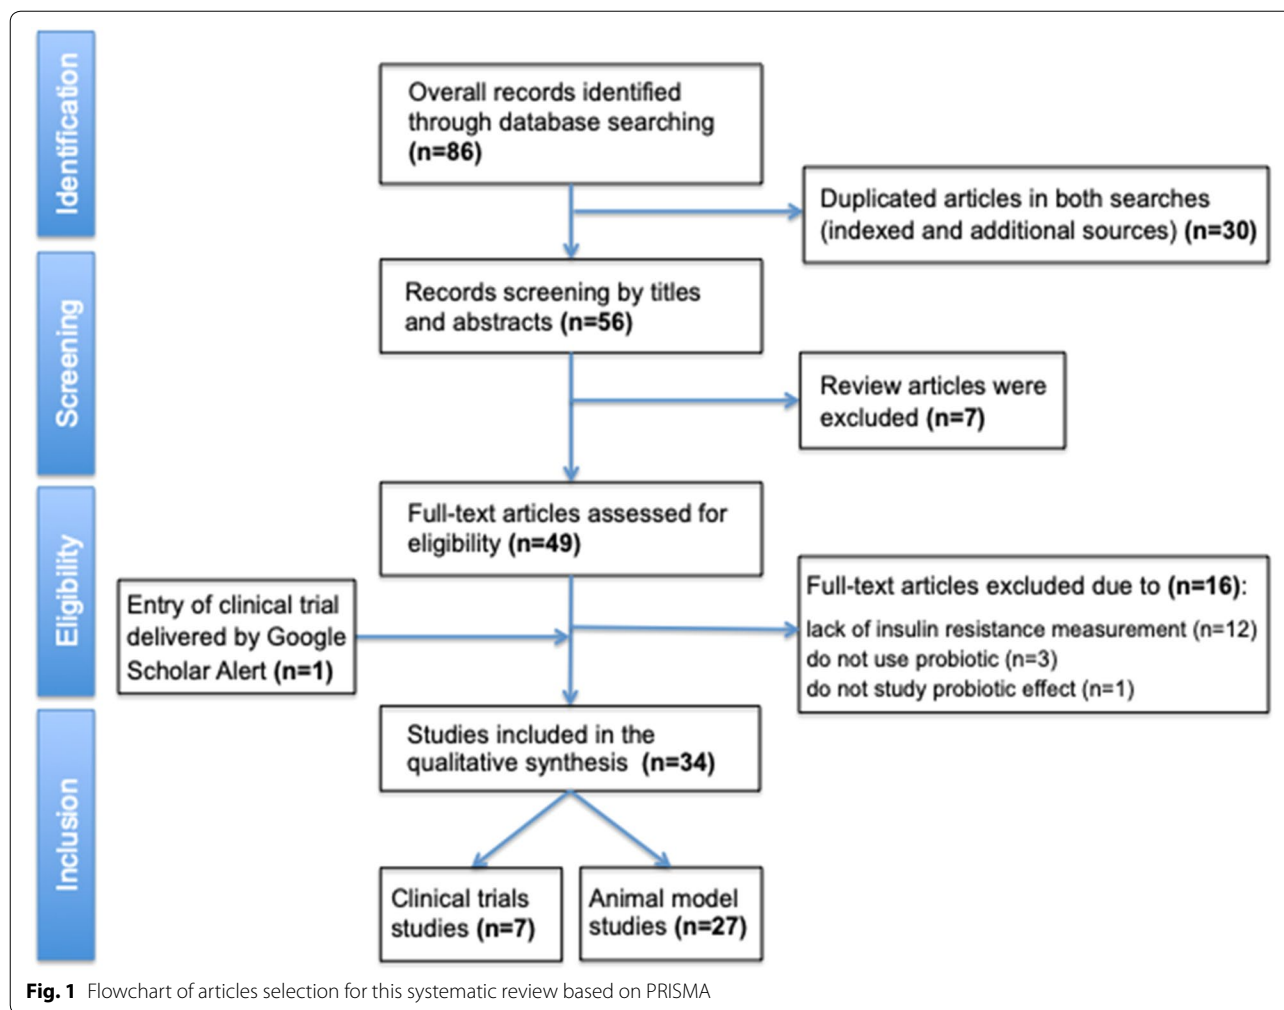 Identification
Overall records identified
through database searching
(n=86)
Duplicated articles in both searches
(indexed and additional sources) (n=30)
Screening
Records screening by titles
and abstracts (n=56)
Review articles were
excluded (n=7)
Eligibility
Full-text articles assessed for
eligibility (n=49)
Entry of clinical trial
delivered by Google
Scholar Alert (n=1)
Full-text articles excluded due to (n=16):
lack of insulin resistance measurement (n=12)
do not use probiotic (n=3)
do not study probiotic effect (n=1)
Inclusion
Studies included in the
qualitative synthesis (n=34)
Clinical trials
studies (n=7)
Animal model
studies (n=27)
Fig. 1 Flowchart of articles selection for this systematic review based on PRISMA